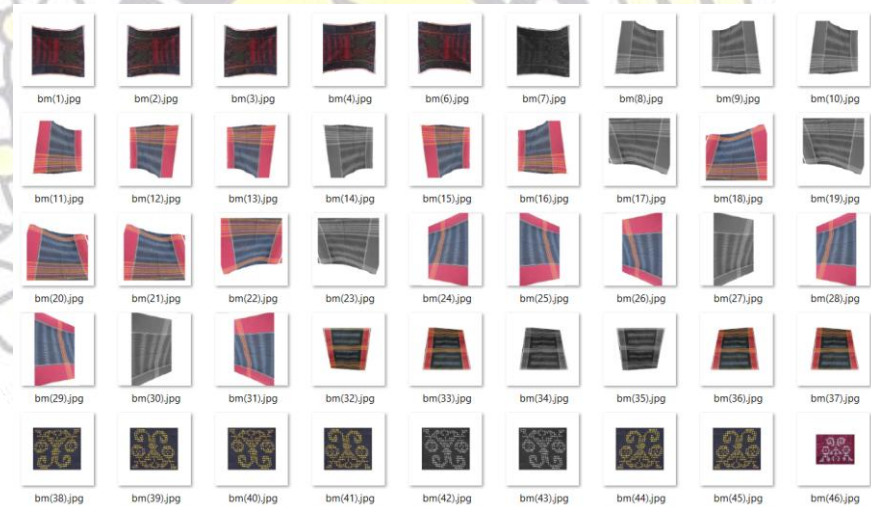 bm(1).jpg bm(2).jpg bm(3).jpg bm(4).jpg bm(6).jpg bm(7).jpg bm(8).jpg bm(9).jpg bm(10).jpg
bm(11).jpg bm(12).jpg bm(13).jpg bm(14).jpg bm(15).jpg bm(16).jpg bm(17).jpg bm(18).jpg bm(19).jpg
bm(20).jpg bm(21).jpg bm(22).jpg bm(23).jpg bm(24).jpg bm(25).jpg bm(26).jpg bm(27).jpg bm(28).jpg
bm(29).jpg bm(30).jpg bm(31).jpg bm(32).jpg bm(33).jpg bm(34).jpg bm(35).jpg bm(36).jpg bm(37).jpg
bm(38).jpg bm(39).jpg bm(40).jpg bm(41).jpg bm(42).jpg bm(43).jpg bm(44).jpg bm(45).jpg bm(46).jpg